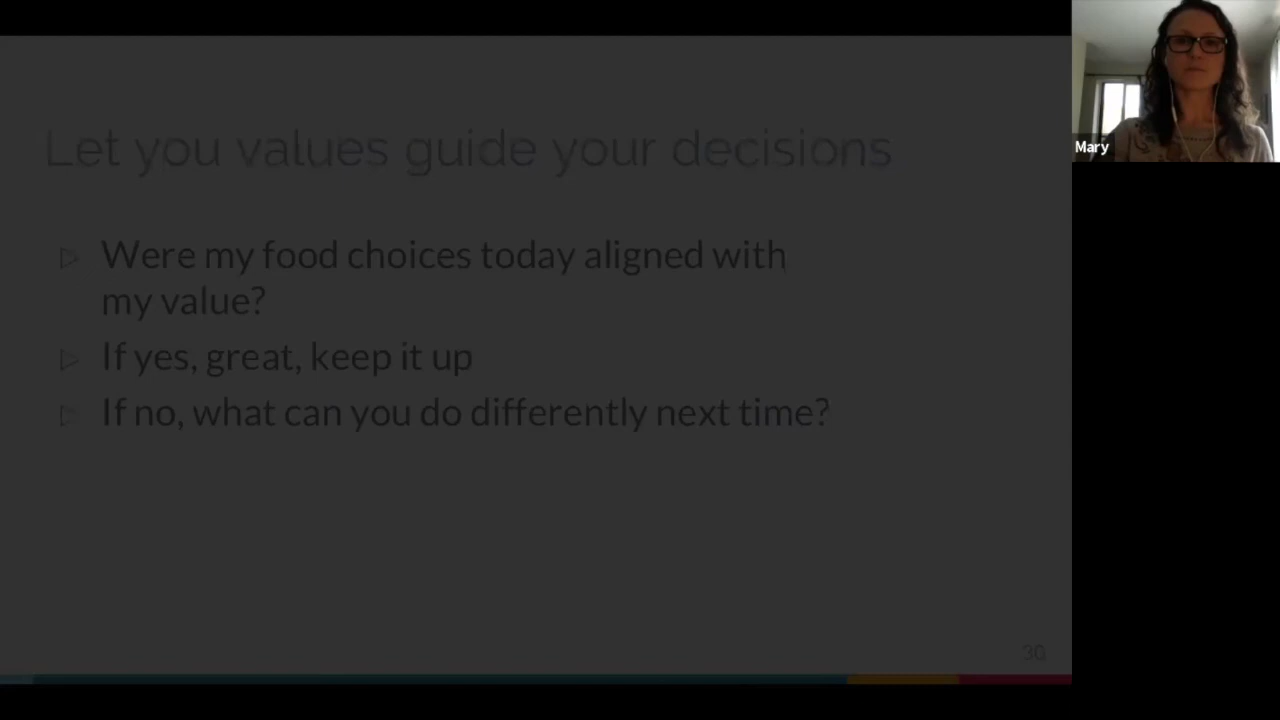 Let you values guide your decisions
Were my food choices today aligned with
my value?
If yes, great, keep it up
If no, what can you do differently next time?
30
Mary